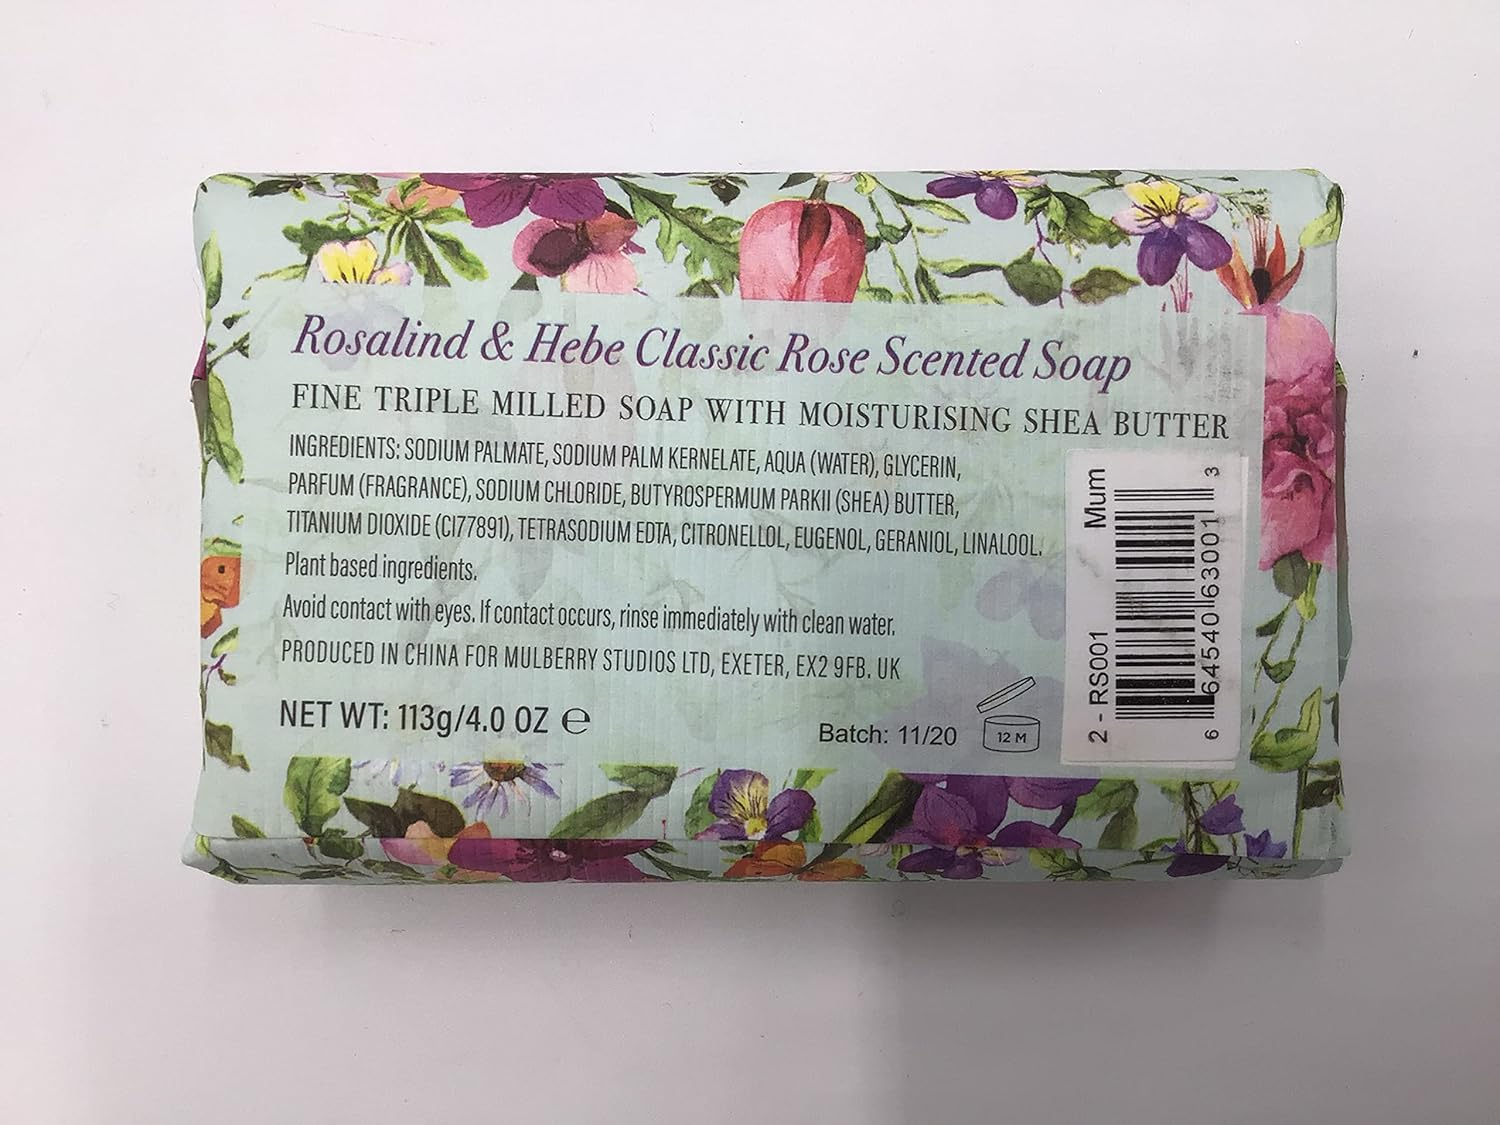 Rosalind & Hebe Classic Rose Scented Soap
FINE TRIPLE MILLED SOAP WITH MOISTURISING SHEA BUTTER
INGREDIENTS: SODIUM PALMATE, SODIUM PALM KERNELATE, AQUA (WATER), GLYCERIN,
PARFUM (FRAGRANCE), SODIUM CHLORIDE, BUTYROSPERMUM PARKII (SHEA) BUTTER,
TITANIUM DIOXIDE (CI77891), TETRASODIUM EDTA, CITRONELLOL, EUGENOL, GERANIOL, LINALOOL.
Plant based ingredients.
Avoid contact with eyes. If contact occurs, rinse immediately with clean water.
PRODUCED IN CHINA FOR MULBERRY STUDIOS LTD, EXETER, EX2 9FB. UK
NET WT: 113g/4.0 OZ ℮
Batch: 11/20
12 M
2 - RS001 Mum
6 64540 63001 3